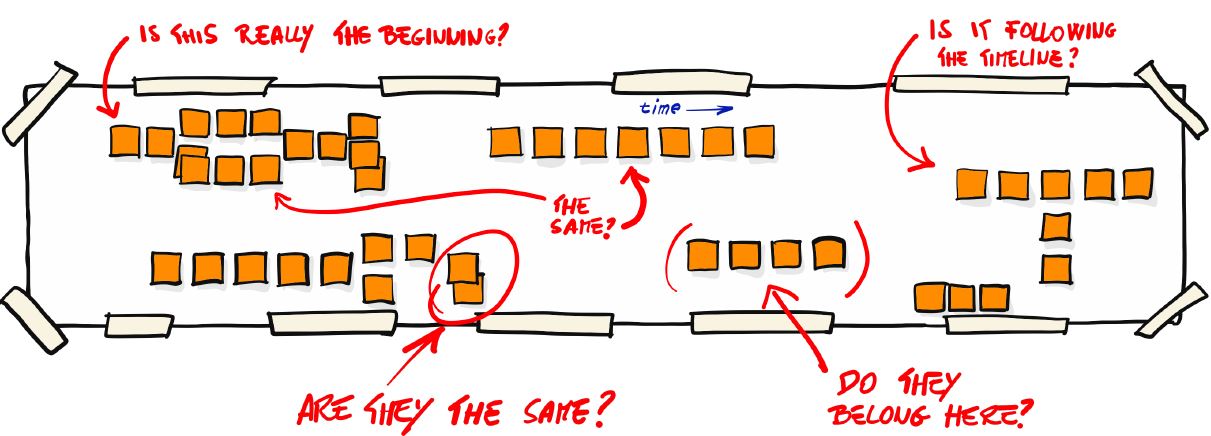 IS THIS REALLY THE BEGINNING?
IS IT FOLLOWING
THE TIMELINE?
time
THE
SAME?
ARE THEY THE SAME?
DO THEY
BELONG HERE?